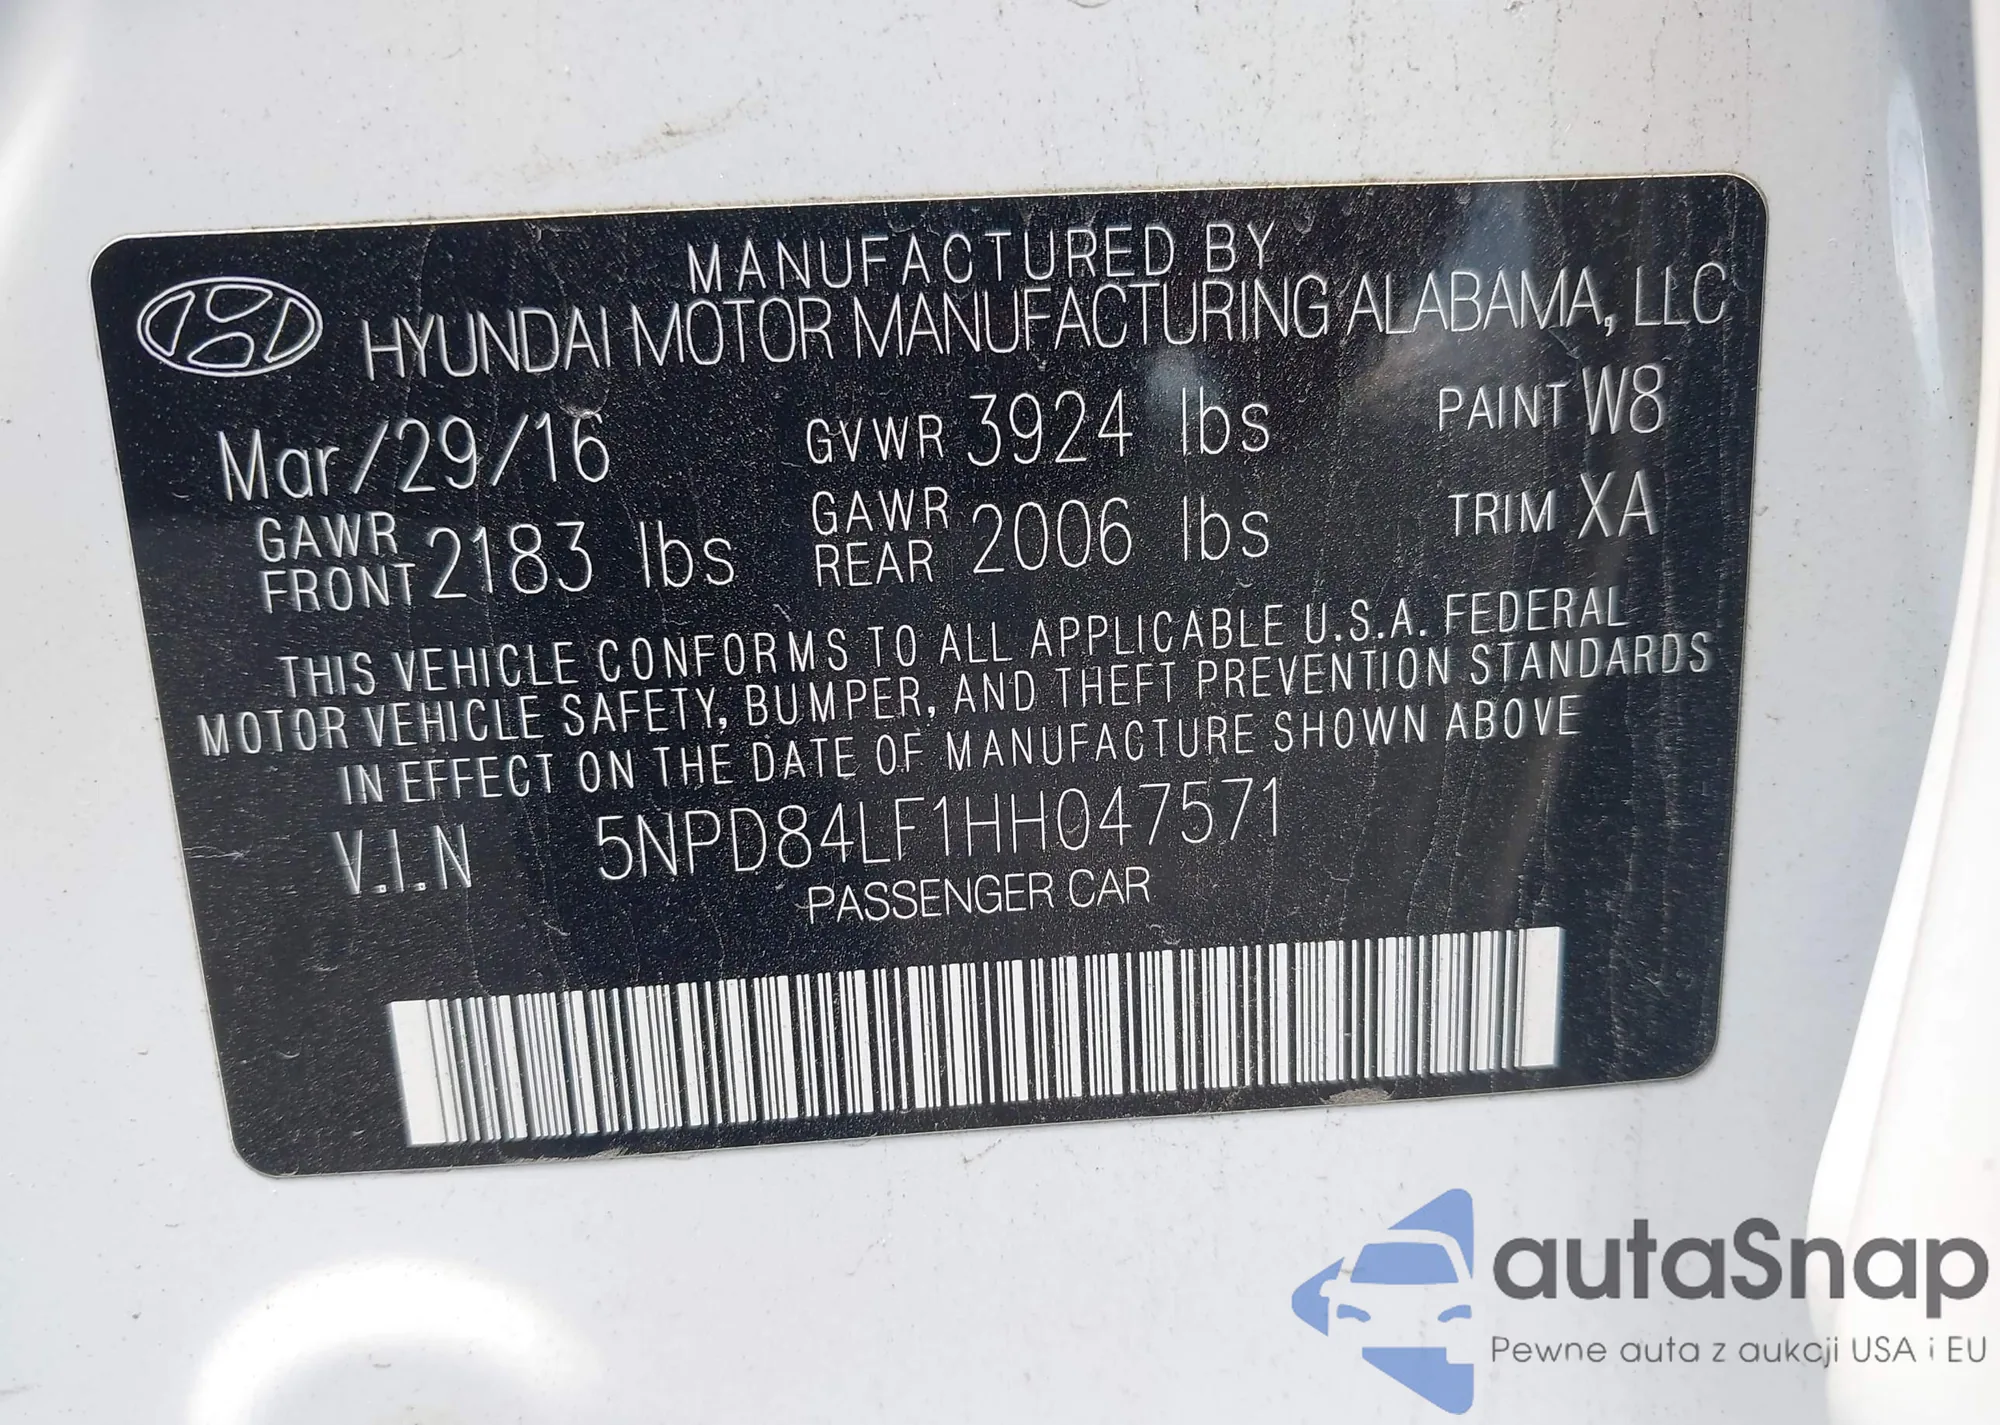 MANUFACTURED BY
HYUNDAI MOTOR MANUFACTURING ALABAMA, LLC
Mar/29/16 GVWR 3924 lbs PAINT W8
GAWR FRONT 2183 lbs GAWR REAR 2006 lbs TRIM XA
THIS VEHICLE CONFORMS TO ALL APPLICABLE U.S.A. FEDERAL
MOTOR VEHICLE SAFETY, BUMPER, AND THEFT PREVENTION STANDARDS
IN EFFECT ON THE DATE OF MANUFACTURE SHOWN ABOVE
V.I.N 5NPD84LF1HH047571
PASSENGER CAR
autaSnap
Pewne auta z aukcji USA i EU